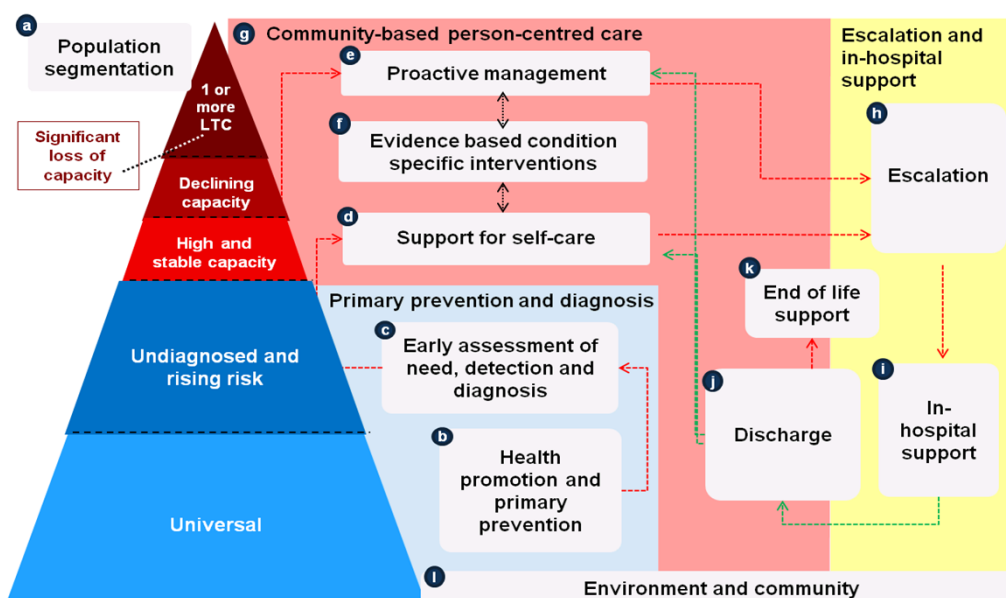 a
Population
segmentation
1 or
more
LTC
Significant
loss of
capacity
Declining
capacity
High and
stable capacity
Undiagnosed and
rising risk
Universal
g
Community-based person-centred care
e
Proactive management
f
Evidence based condition
specific interventions
d
Support for self-care
Primary prevention and diagnosis
c
Early assessment of
need, detection and
diagnosis
b
Health
promotion and
primary
prevention
Escalation and
in-hospital
support
h
Escalation
k
End of life
support
j
Discharge
i
In-
hospital
support
l
Environment and community